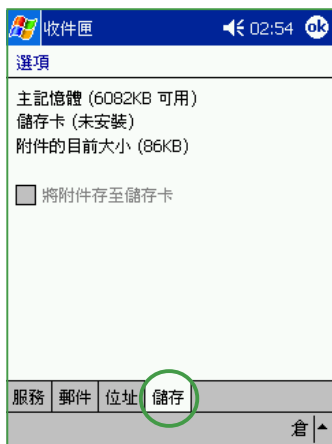 收件匣 02:54 ok
選項
主記憶體 (6082KB 可用)
儲存卡 (未安裝)
附件的目前大小 (86KB)
將附件存至儲存卡
服務 郵件 位址 儲存
倉